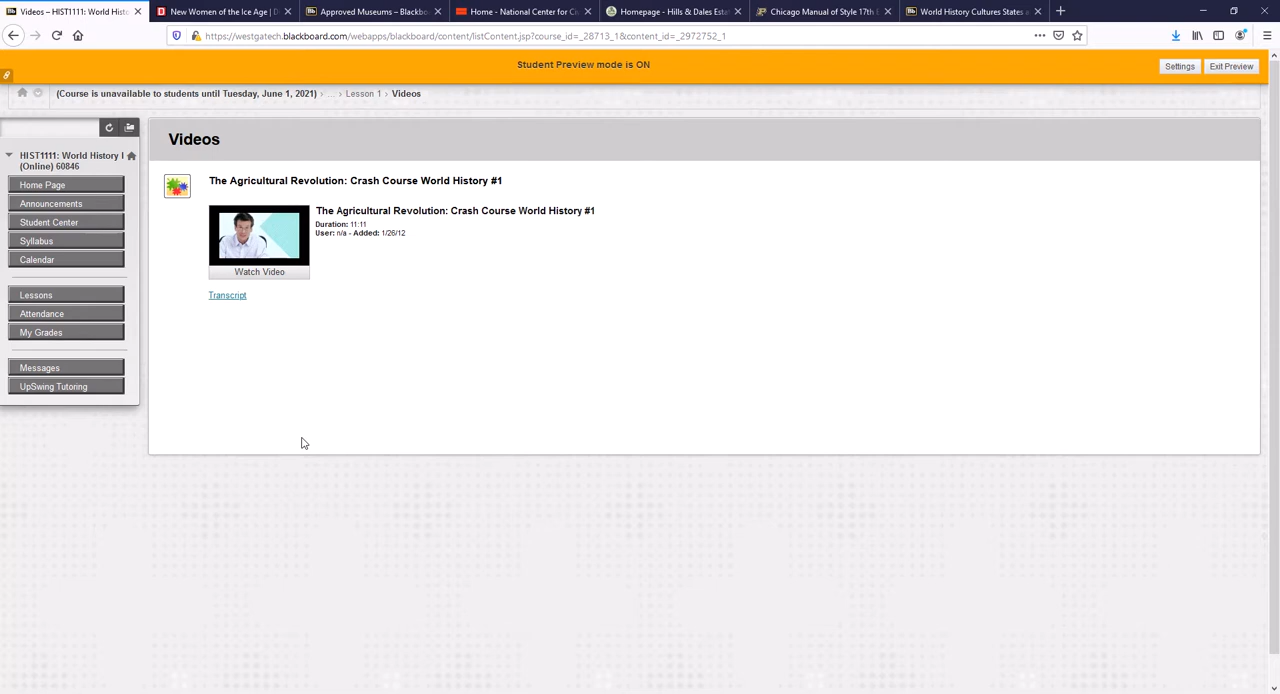 Videos – HIST1111: World Histo
New Women of the Ice Age | D
Approved Museums – Blackboa
Home - National Center for Civ
Homepage - Hills & Dales Estat
Chicago Manual of Style 17th E
World History Cultures States a
https://westgatech.blackboard.com/webapps/blackboard/content/listContent.jsp?course_id=_28713_1&content_id=_2972752_1
Student Preview mode is ON
Settings
Exit Preview
(Course is unavailable to students until Tuesday, June 1, 2021) › ... › Lesson 1 › Videos
HIST1111: World History I
(Online) 60846
Home Page
Announcements
Student Center
Syllabus
Calendar
Lessons
Attendance
My Grades
Messages
UpSwing Tutoring
Videos
The Agricultural Revolution: Crash Course World History #1
The Agricultural Revolution: Crash Course World History #1
Duration: 11:11
User: n/a - Added: 1/26/12
Watch Video
Transcript